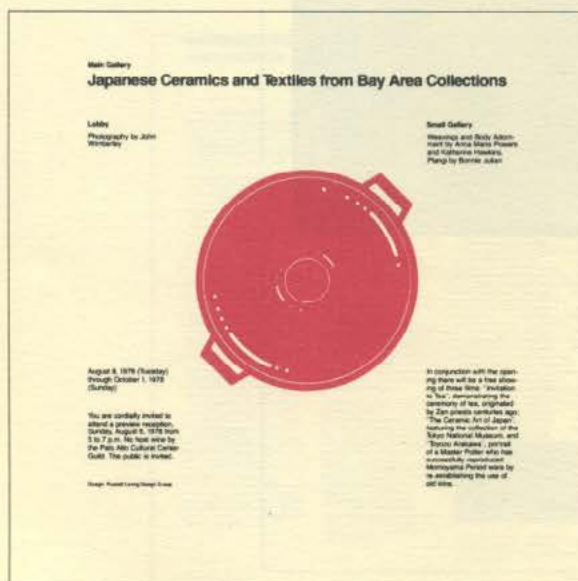 Main Gallery
Japanese Ceramics and Textiles from Bay Area Collections
Lobby
Photography by John
Wimberley
Small Gallery
Weavings and Body Adorn-
ment by Anna Maria Powers
and Katherine Hawkins,
Plangi by Bonnie Julian
August 8, 1978 (Tuesday)
through October 1, 1978
(Sunday)
You are cordially invited to
attend a preview reception,
Sunday, August 6, 1978 from
5 to 7 p.m. No host wine by
the Palo Alto Cultural Center
Guild. The public is invited.
Design: Russell Leong Design Group
In conjunction with the open-
ing there will be a free show-
ing of three films: "Invitation
to Tea", demonstrating the
ceremony of tea, originated
by Zen priests centuries ago;
"The Ceramic Art of Japan",
featuring the collection of the
Tokyo National Museum; and
"Toyozo Arakawa", portrait
of a Master Potter who has
successfully reproduced
Momoyama Period ware by
re-establishing the use of
old kilns.